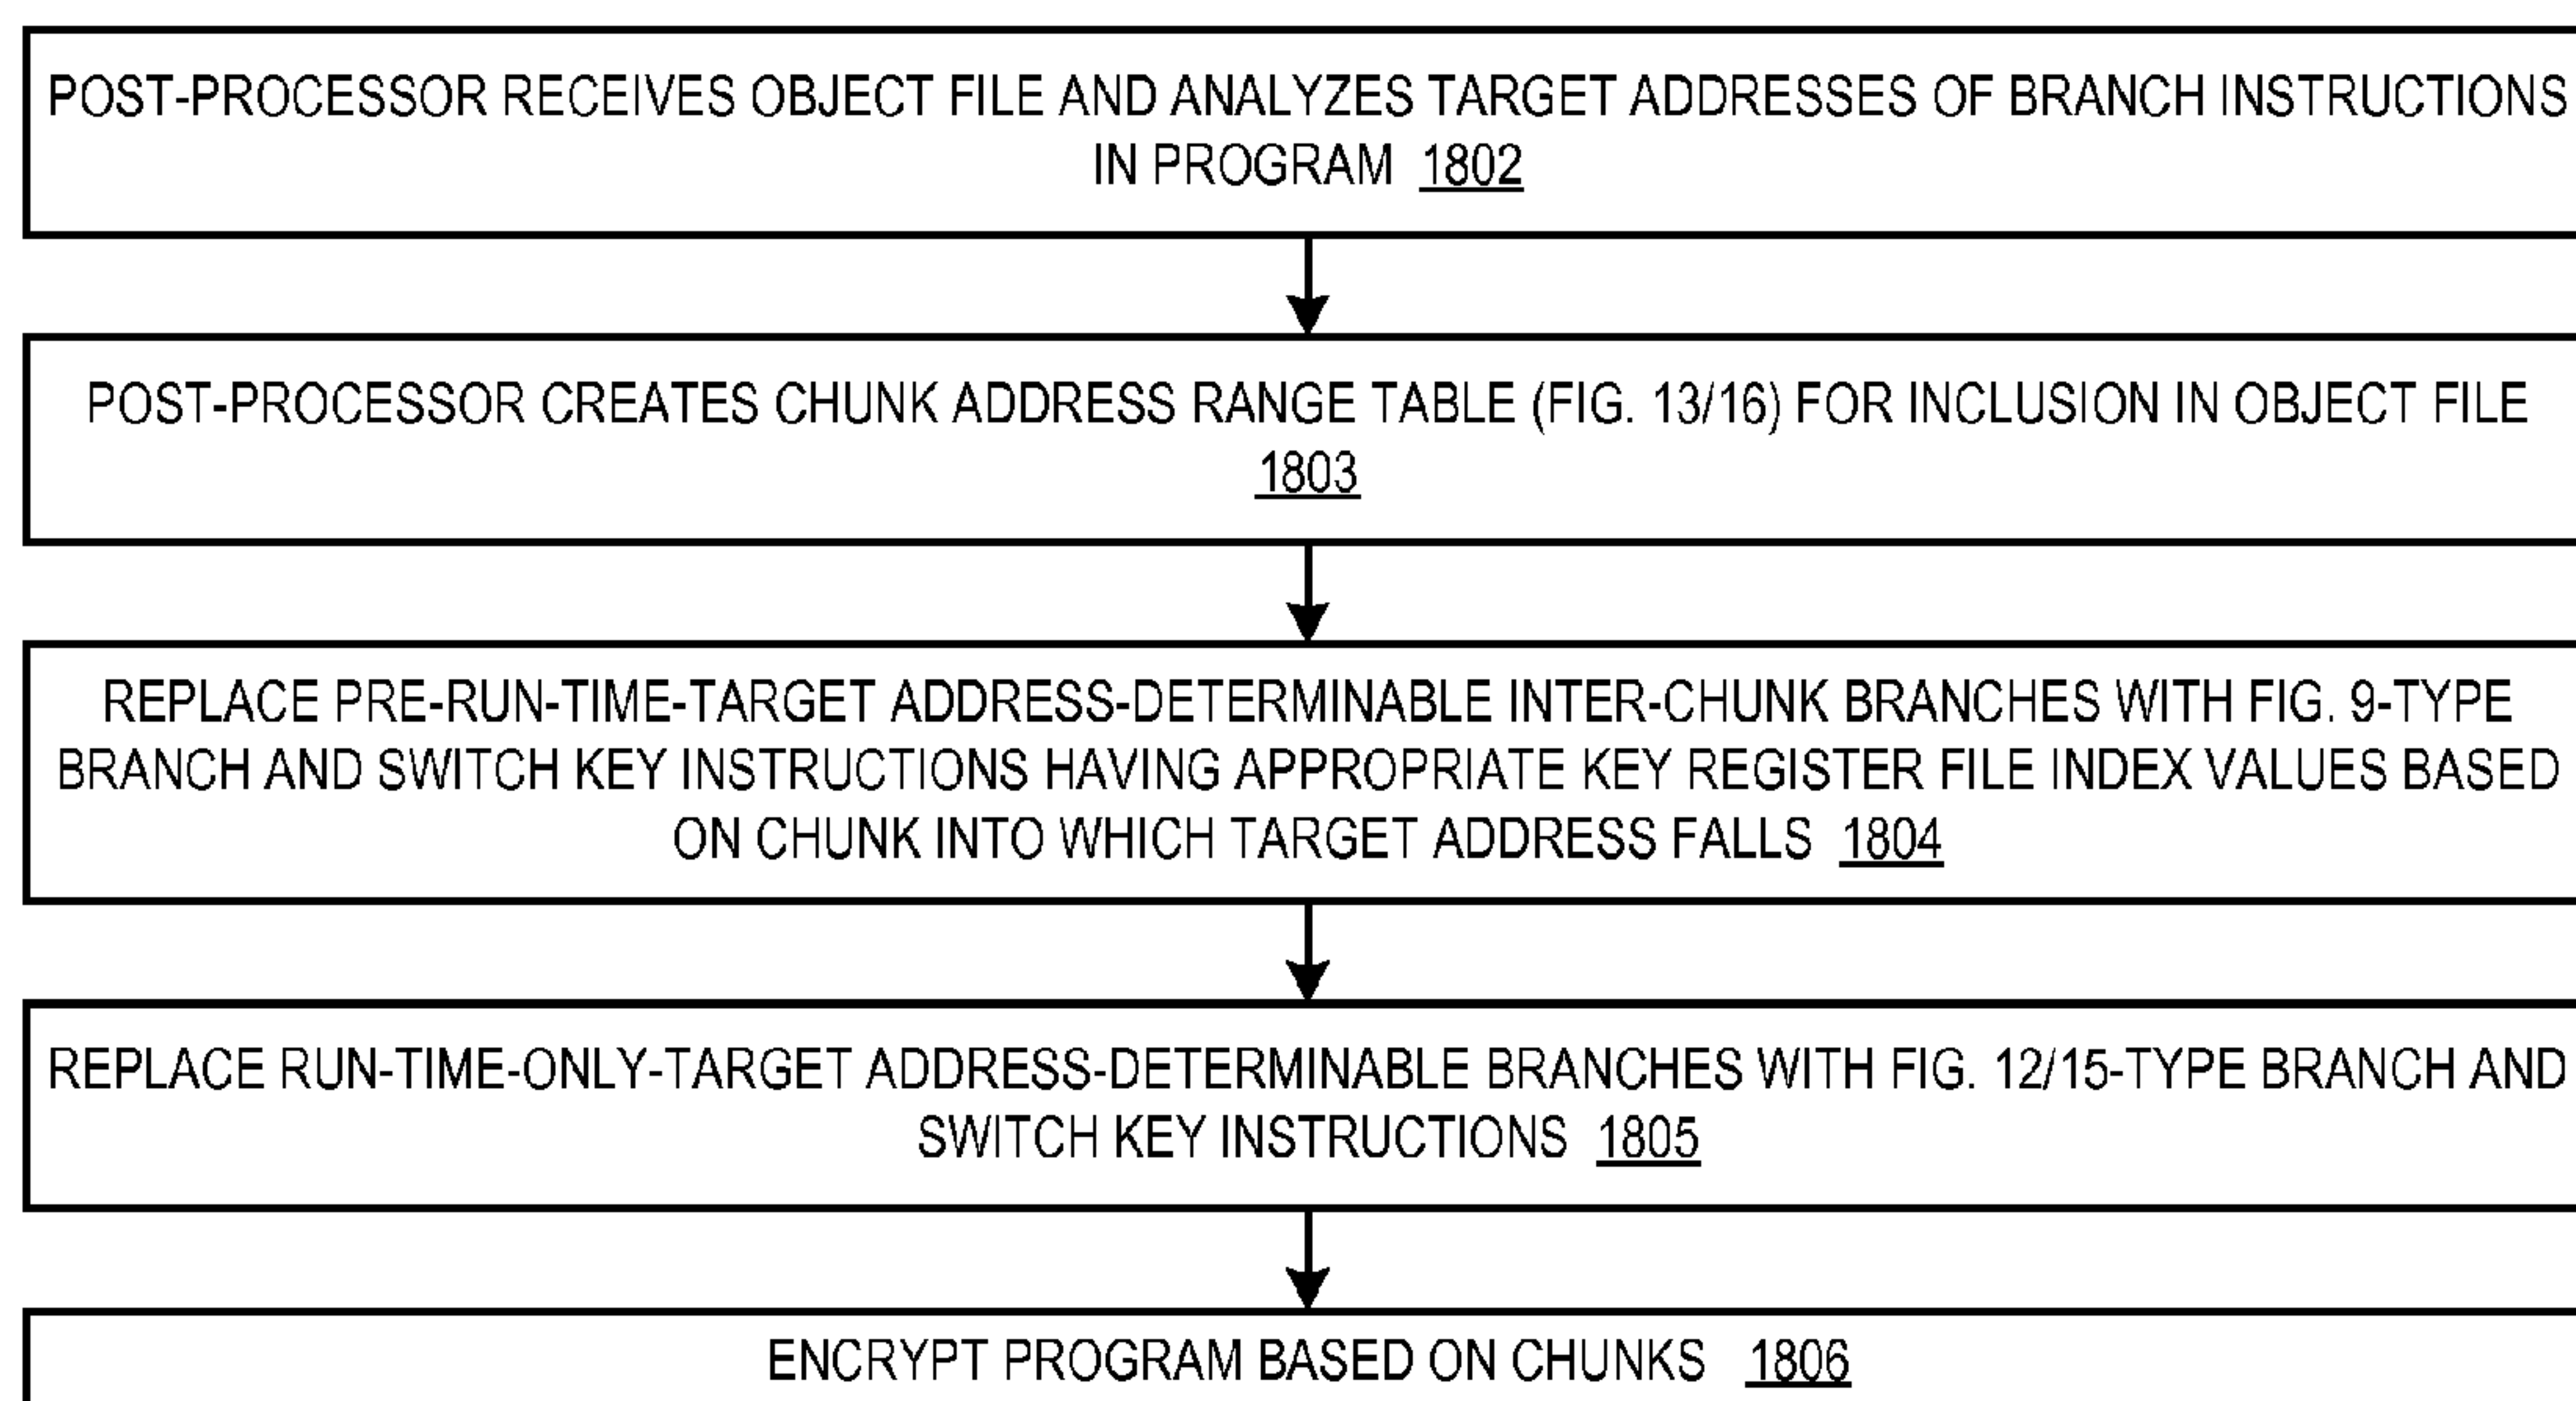 POST-PROCESSOR RECEIVES OBJECT FILE AND ANALYZES TARGET ADDRESSES OF BRANCH INSTRUCTIONS
IN PROGRAM 1802
POST-PROCESSOR CREATES CHUNK ADDRESS RANGE TABLE (FIG. 13/16) FOR INCLUSION IN OBJECT FILE
1803
REPLACE PRE-RUN-TIME-TARGET ADDRESS-DETERMINABLE INTER-CHUNK BRANCHES WITH FIG. 9-TYPE
BRANCH AND SWITCH KEY INSTRUCTIONS HAVING APPROPRIATE KEY REGISTER FILE INDEX VALUES BASED
ON CHUNK INTO WHICH TARGET ADDRESS FALLS 1804
REPLACE RUN-TIME-ONLY-TARGET ADDRESS-DETERMINABLE BRANCHES WITH FIG. 12/15-TYPE BRANCH AND
SWITCH KEY INSTRUCTIONS 1805
ENCRYPT PROGRAM BASED ON CHUNKS 1806